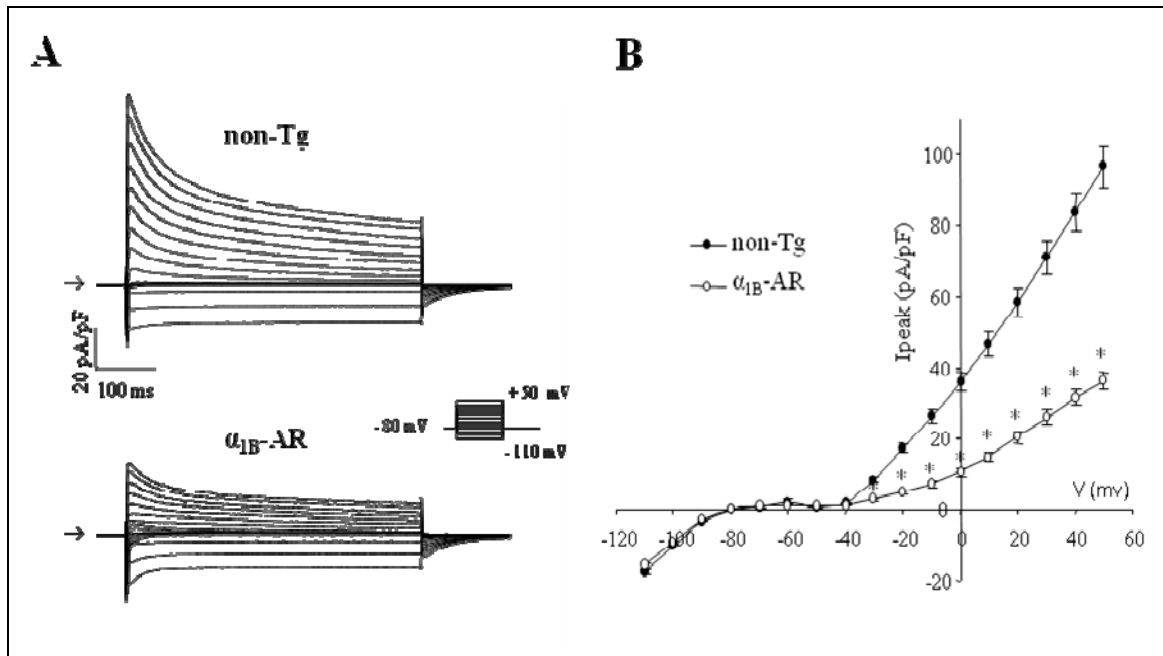 A
non-Tg
→
20 pA/pF
100 ms
+50 mV
-80 mV
-110 mV
α1B-AR
→
B
non-Tg
α1B-AR
Ipeak (pA/pF)
100
80
60
40
20
0
-20
V (mv)
-120 -100 -80 -60 -40 -20 0 20 40 60
* * * * * * * * *